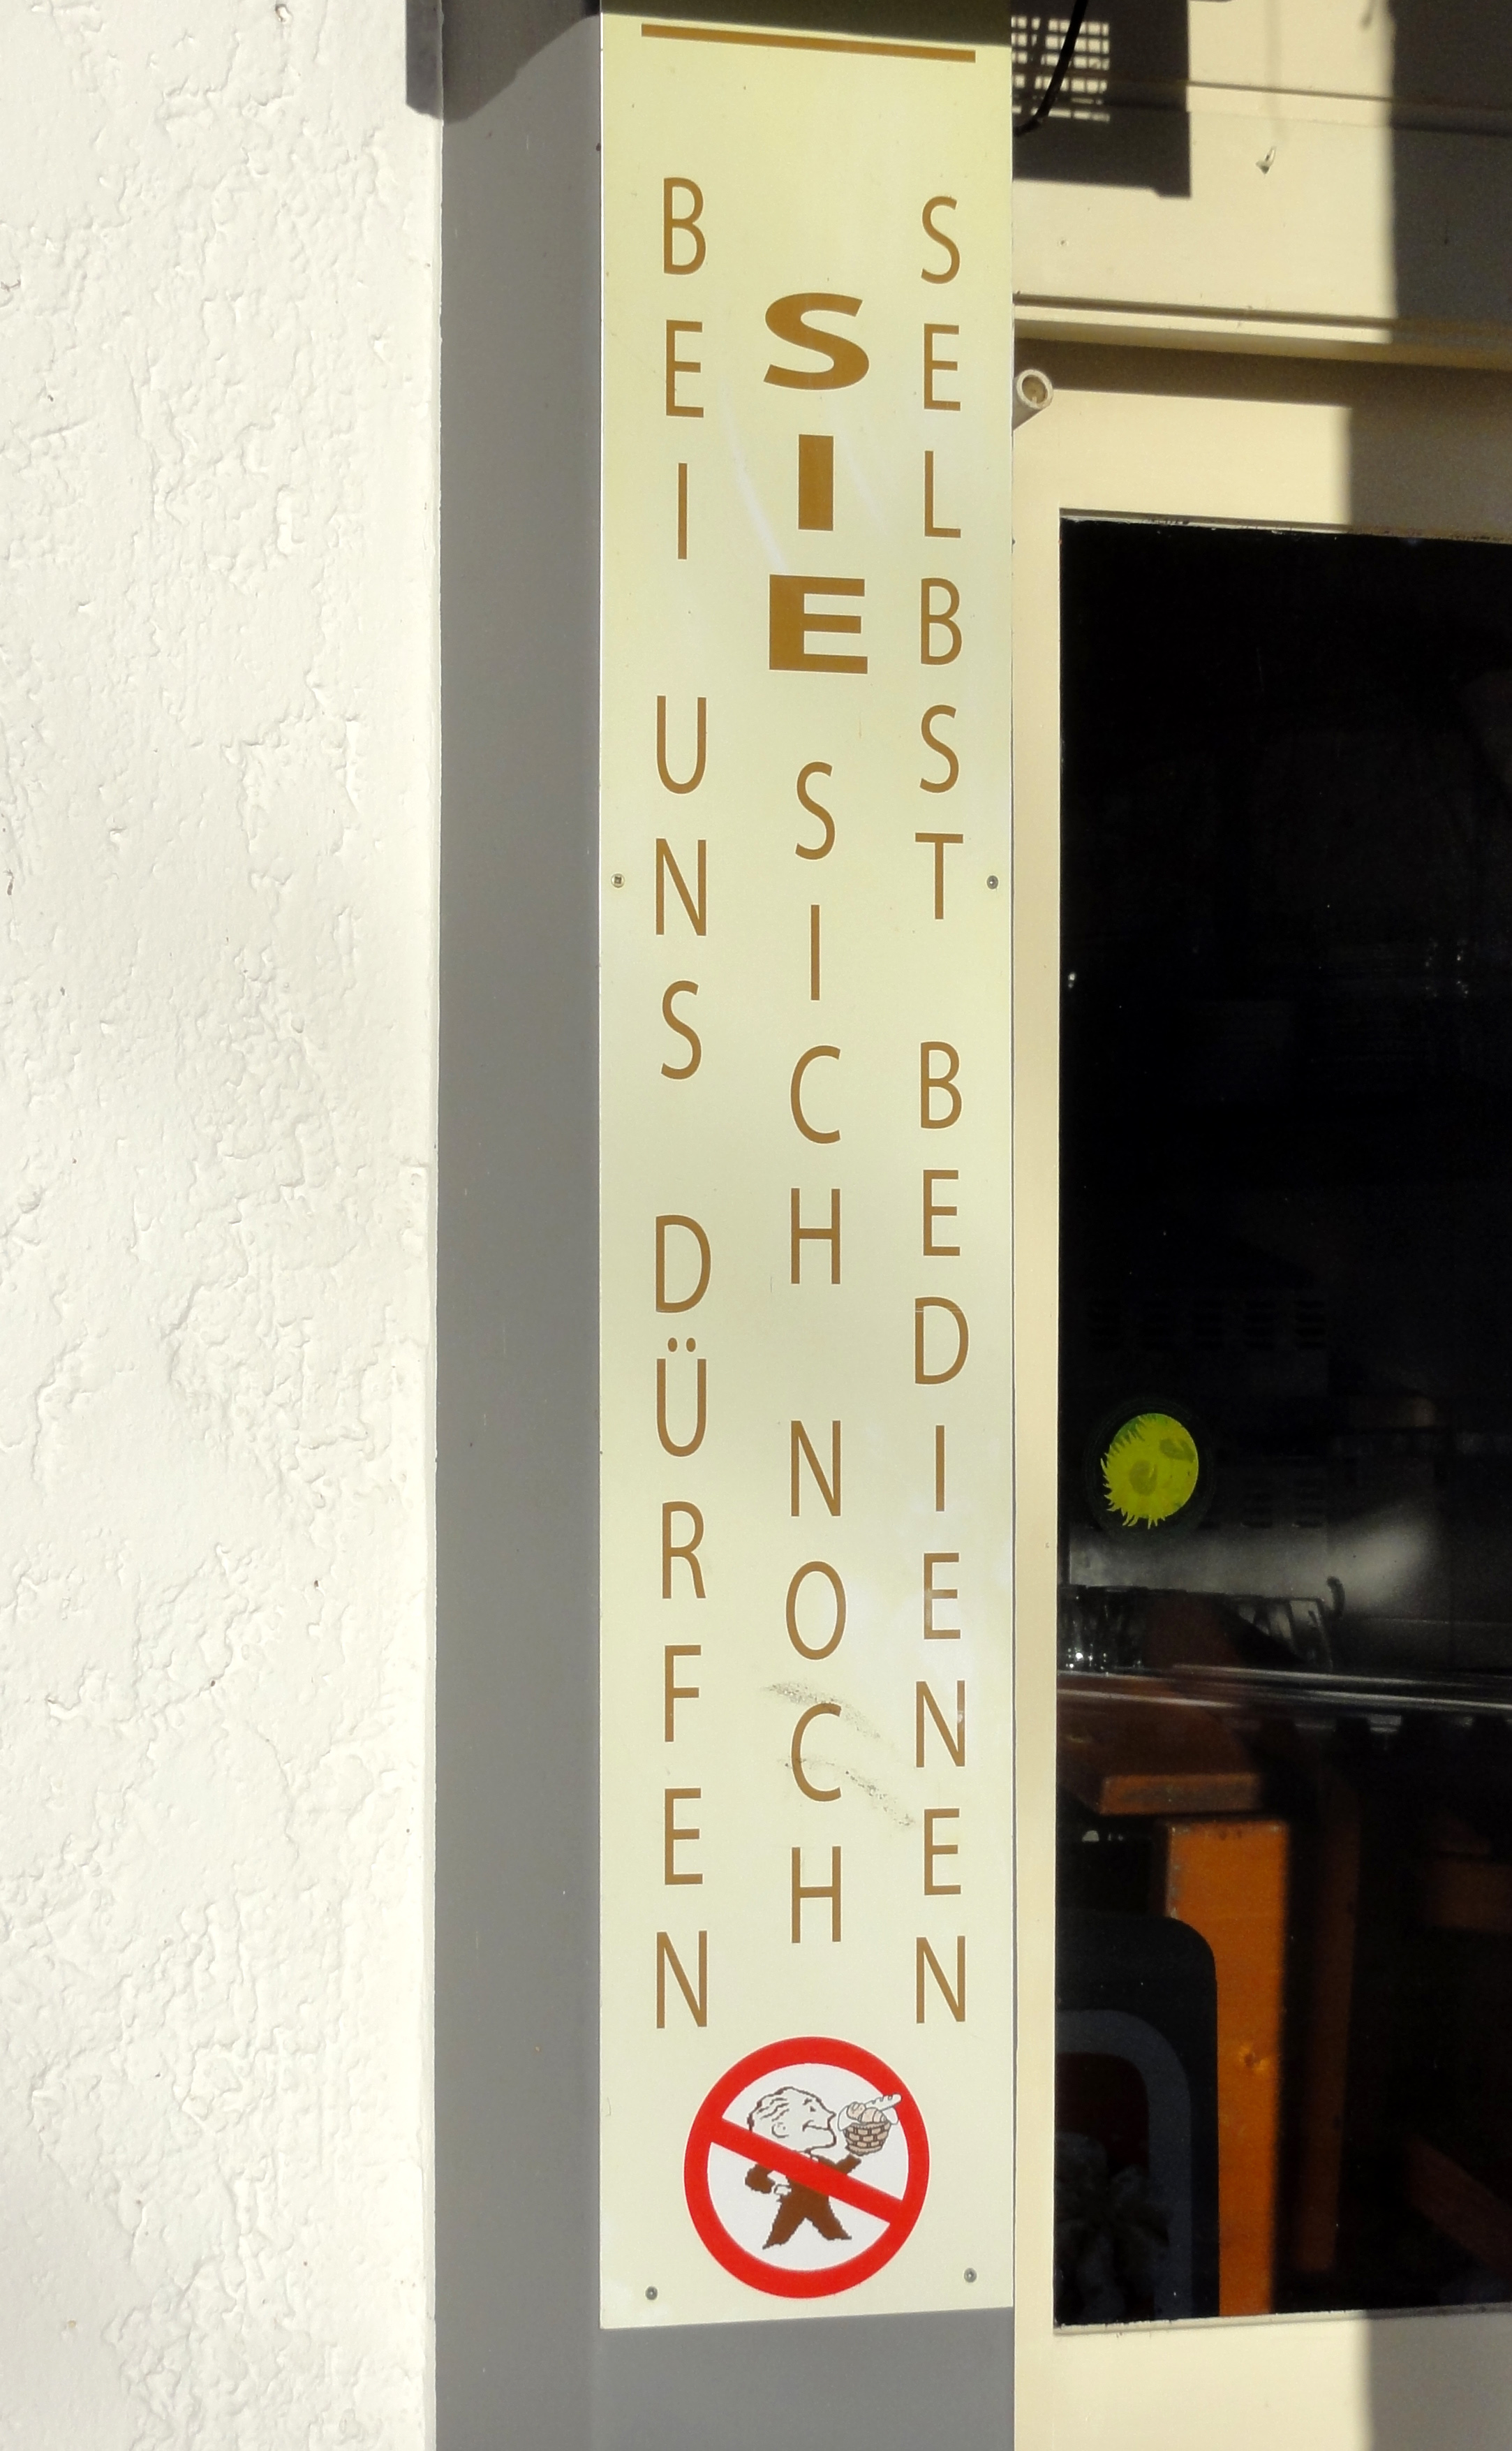 BEI UNS DÜRFEN
SIE SICH NOCH
SELBST BEDIENEN